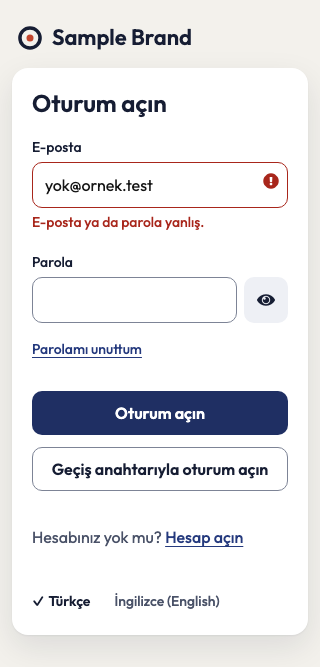 Sample Brand
Oturum açın
E-posta
yok@ornek.test
E-posta ya da parola yanlış.
Parola
Parolamı unuttum
Oturum açın
Geçiş anahtarıyla oturum açın
Hesabınız yok mu? Hesap açın
Türkçe İngilizce (English)